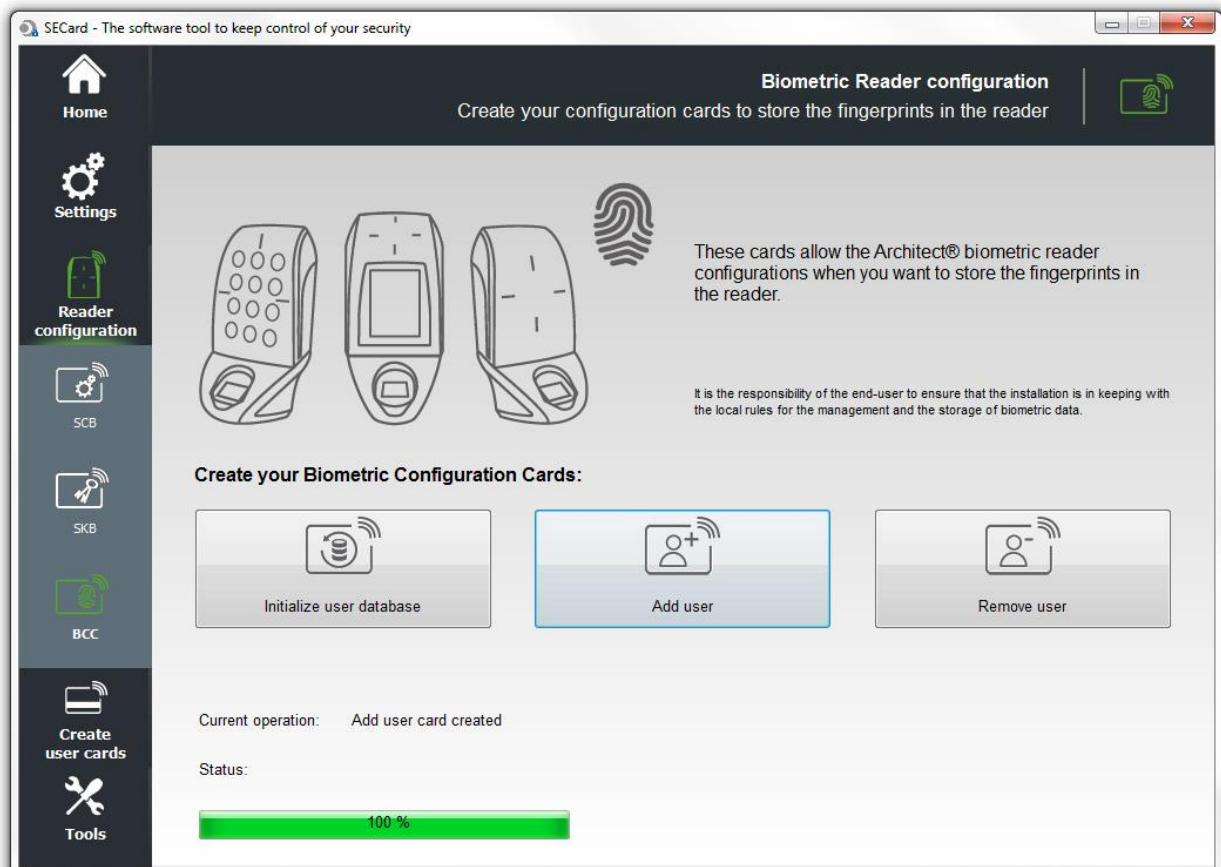 SECard - The software tool to keep control of your security
Home
Biometric Reader configuration
Create your configuration cards to store the fingerprints in the reader
Settings
Reader
configuration
SCB
SKB
BCC
Create
user cards
Tools
These cards allow the Architect® biometric reader
configurations when you want to store the fingerprints in
the reader.
It is the responsibility of the end-user to ensure that the installation is in keeping with
the local rules for the management and the storage of biometric data.
Create your Biometric Configuration Cards:
Initialize user database
Add user
Remove user
Current operation: Add user card created
Status:
100 %